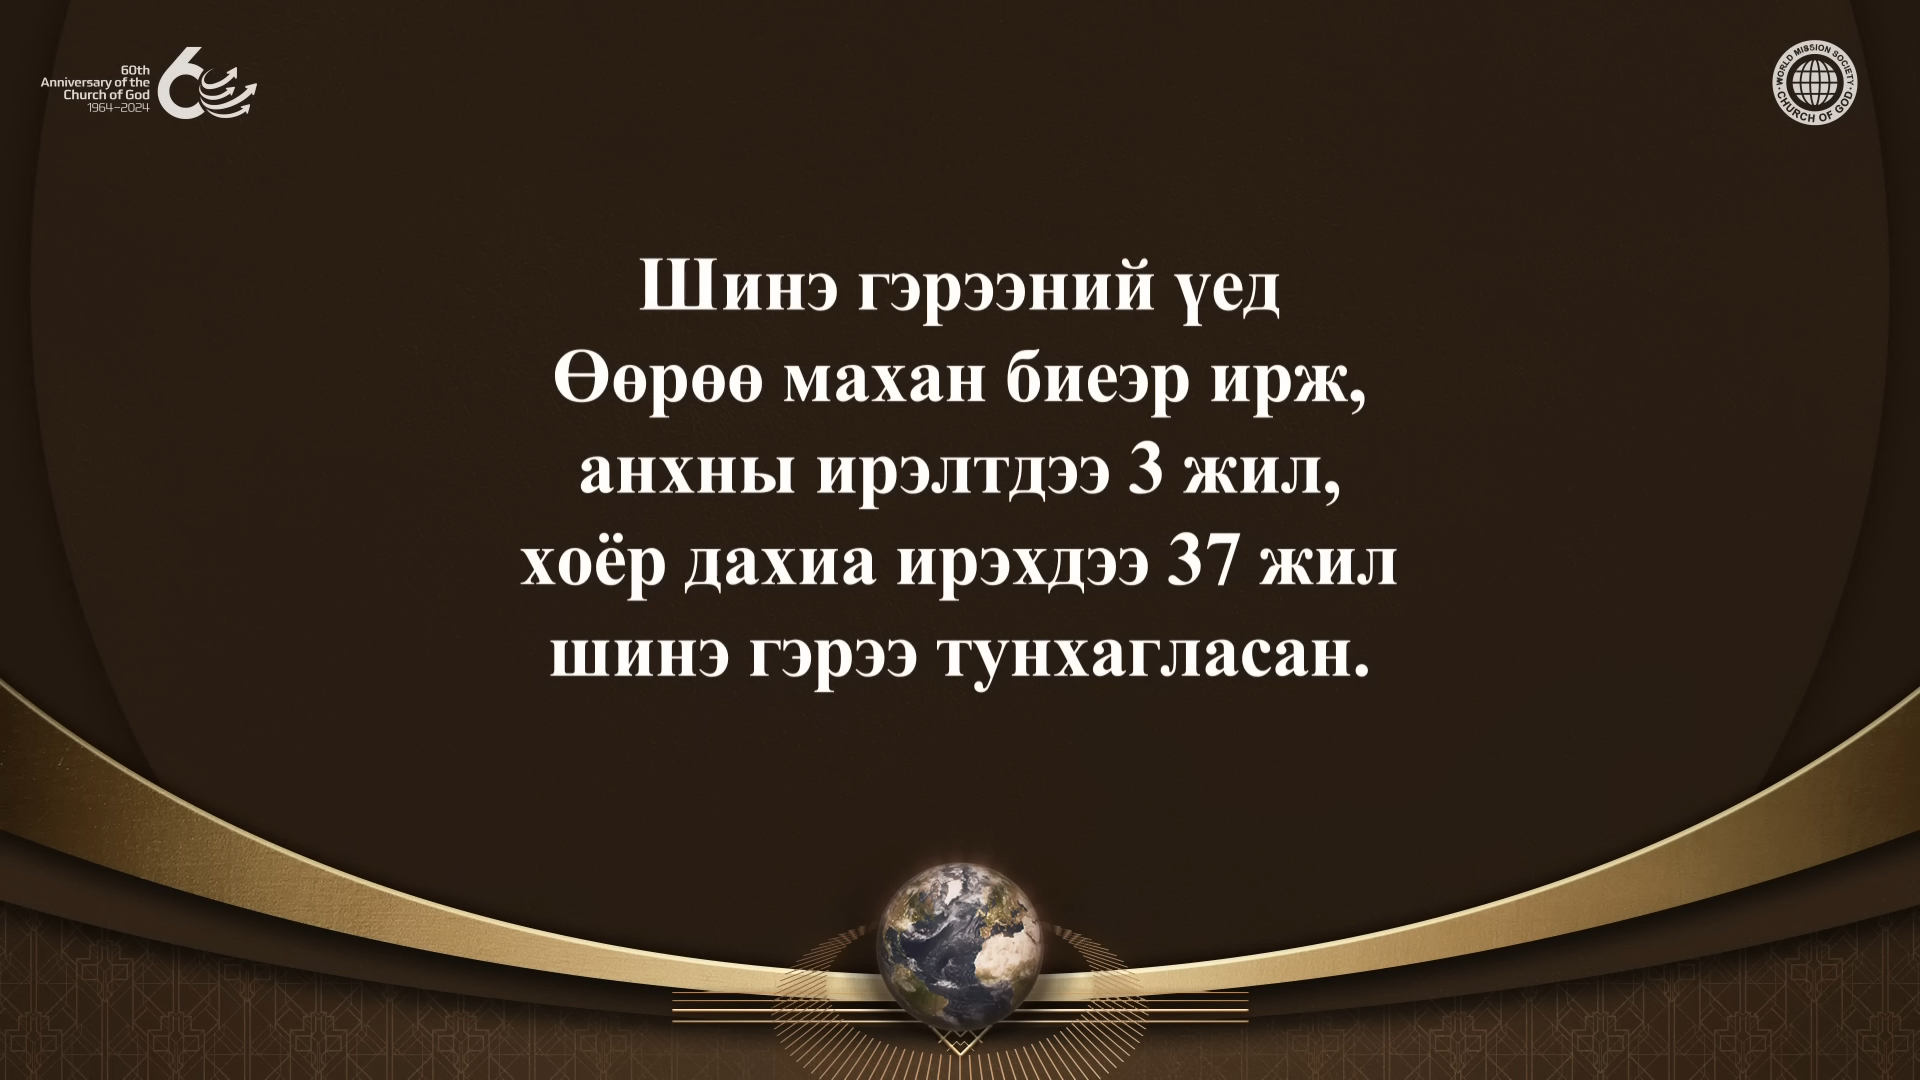 60th
Anniversary of the
Church of God
1964–2024
60
WORLD MISSION SOCIETY
CHURCH OF GOD
Шинэ гэрээний үед
Өөрөө махан биеэр ирж,
анхны ирэлтдээ 3 жил,
хоёр дахиа ирэхдээ 37 жил
шинэ гэрээ тунхагласан.